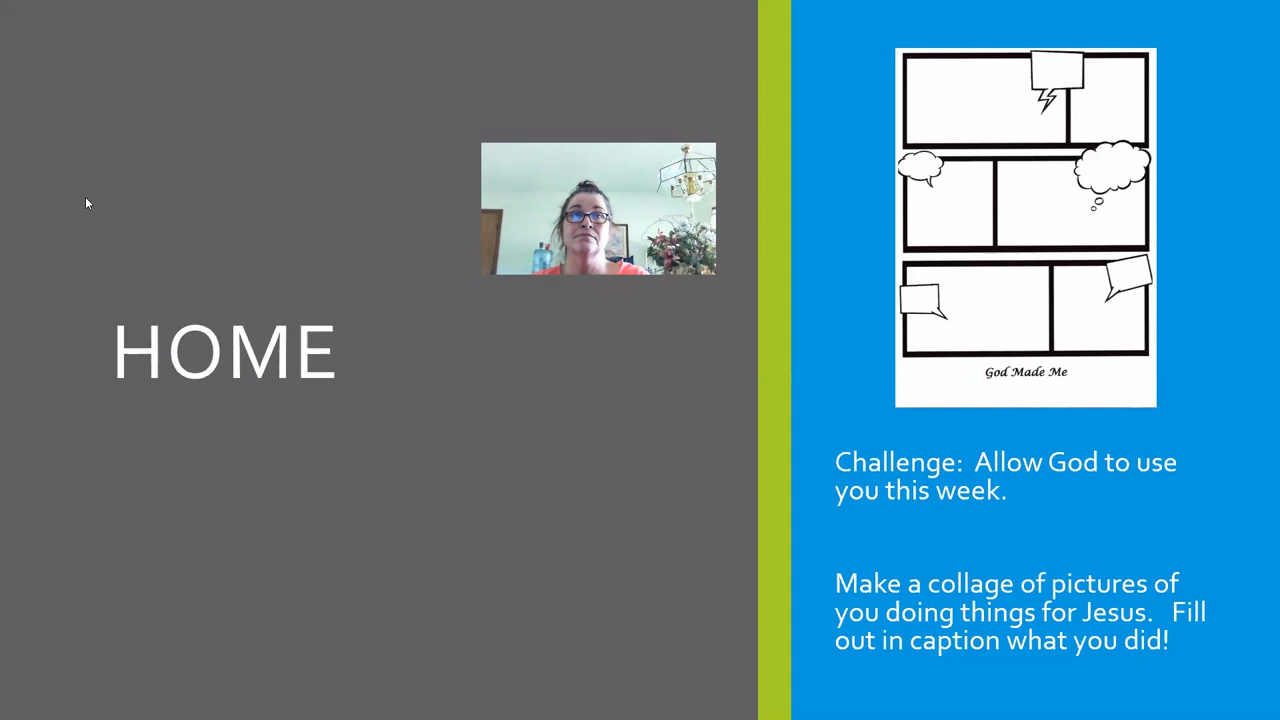 HOME
God Made Me
Challenge:  Allow God to use
you this week.
Make a collage of pictures of
you doing things for Jesus.   Fill
out in caption what you did!